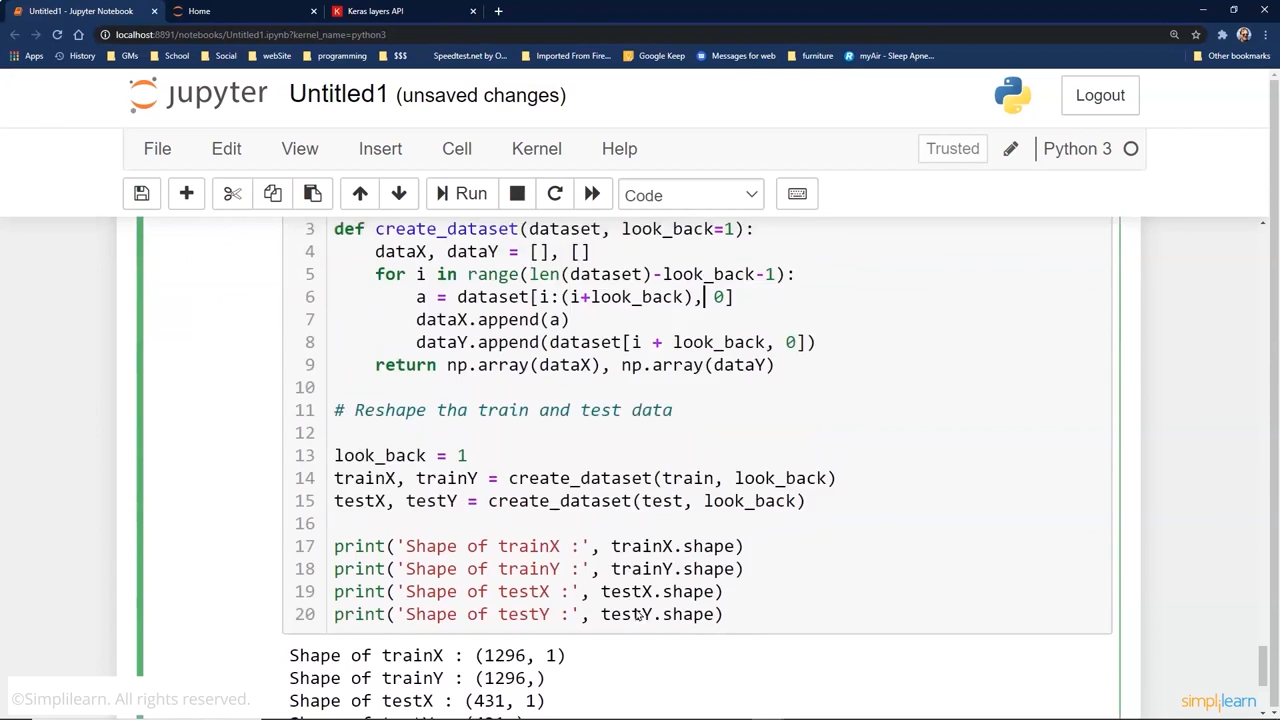 Untitled1 - Jupyter Notebook Home Keras layers API
localhost:8891/notebooks/Untitled1.ipynb?kernel_name=python3
Apps History GMs School Social webSite programming $$$ Speedtest.net by O... Imported From Fire... Google Keep Messages for web furniture myAir - Sleep Apne... Other bookmarks
jupyter Untitled1 (unsaved changes) Logout
File Edit View Insert Cell Kernel Help Trusted Python 3
Run Code
3 def create_dataset(dataset, look_back=1):
4 dataX, dataY = [], []
5 for i in range(len(dataset)-look_back-1):
6 a = dataset[i:(i+look_back), 0]
7 dataX.append(a)
8 dataY.append(dataset[i + look_back, 0])
9 return np.array(dataX), np.array(dataY)
10
11 # Reshape tha train and test data
12
13 look_back = 1
14 trainX, trainY = create_dataset(train, look_back)
15 testX, testY = create_dataset(test, look_back)
16
17 print('Shape of trainX :', trainX.shape)
18 print('Shape of trainY :', trainY.shape)
19 print('Shape of testX :', testX.shape)
20 print('Shape of testY :', testY.shape)
Shape of trainX : (1296, 1)
Shape of trainY : (1296,)
Shape of testX : (431, 1)
©Simplilearn. All rights reserved.
simplilearn